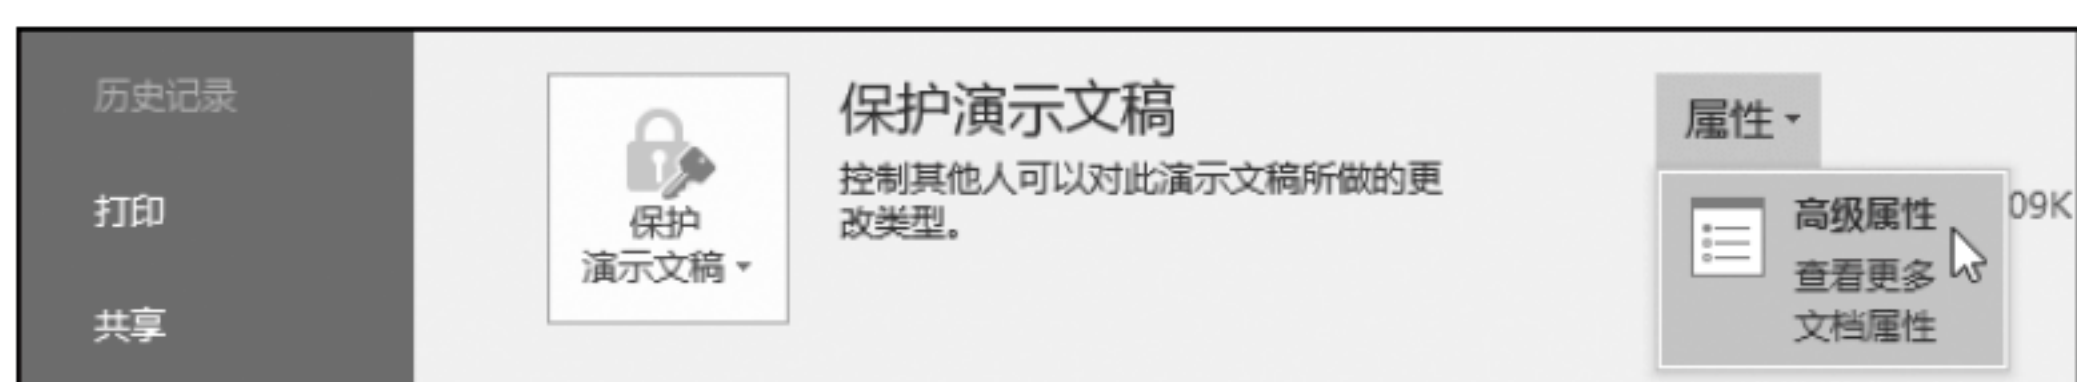 历史记录
打印
共享
保护
演示文稿
保护演示文稿
控制其他人可以对此演示文稿所做的更
改类型。
属性
高级属性
查看更多
文档属性
09K